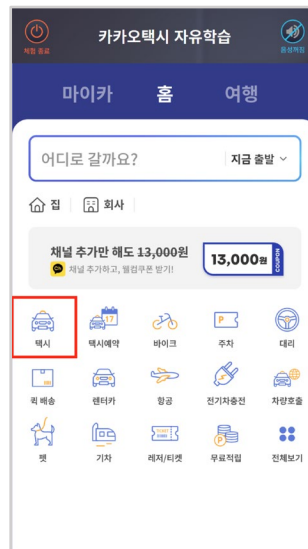 체험 종료
카카오택시 자유학습
음성꺼짐
마이카 홈 여행
어디로 갈까요? 지금 출발
집 회사
채널 추가만 해도 13,000원
채널 추가하고, 웰컴쿠폰 받기!
13,000원 COUPON
17 P
택시 택시예약 바이크 주차 대리
퀵 배송 렌터카 항공 전기차충전 차량호출
TICKET P
펫 기차 레저/티켓 무료적립 전체보기